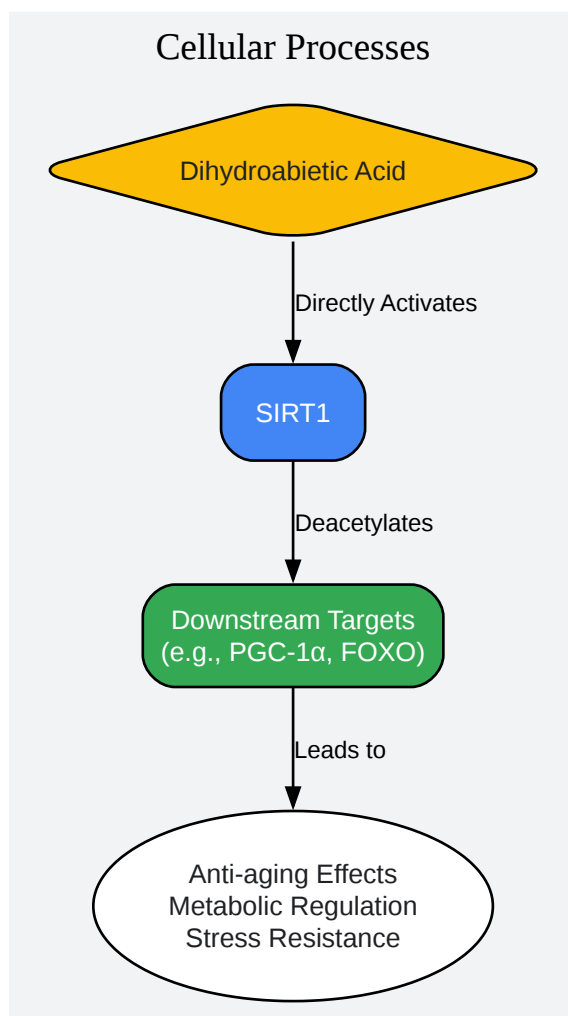 Cellular Processes
Dihydroabietic Acid
Directly Activates
SIRT1
Deacetylates
Downstream Targets
(e.g., PGC-1α, FOXO)
Leads to
Anti-aging Effects
Metabolic Regulation
Stress Resistance